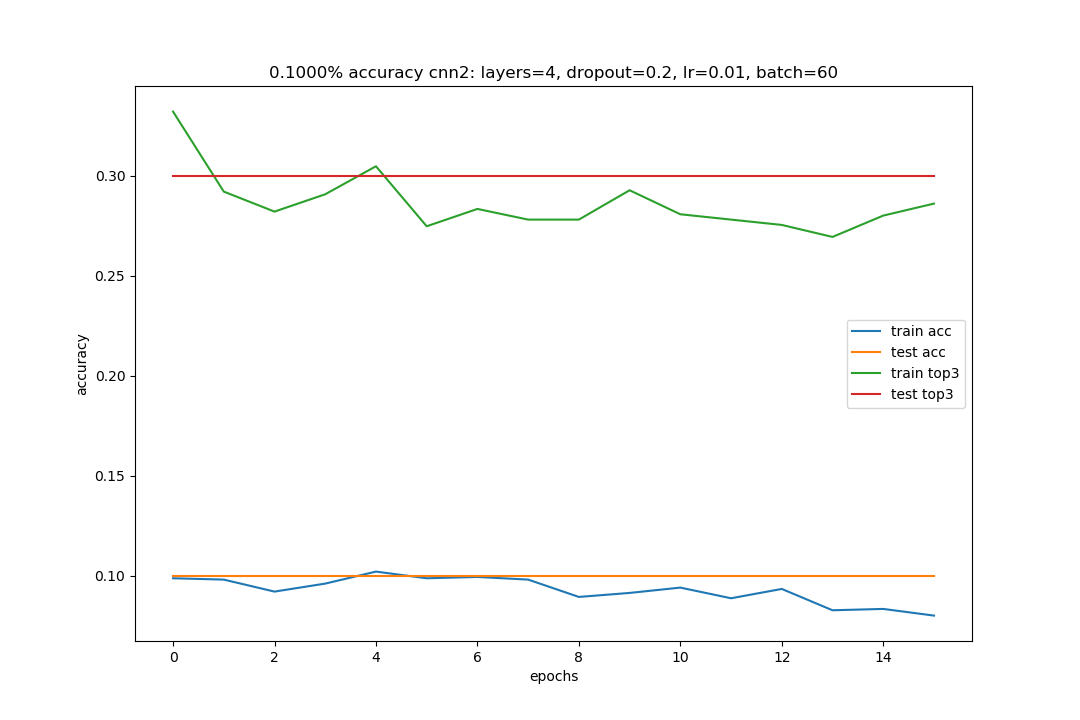 0.1000% accuracy cnn2: layers=4, dropout=0.2, lr=0.01, batch=60
0.30
0.25
0.20
0.15
0.10
accuracy
train acc
test acc
train top3
test top3
0 2 4 6 8 10 12 14
epochs